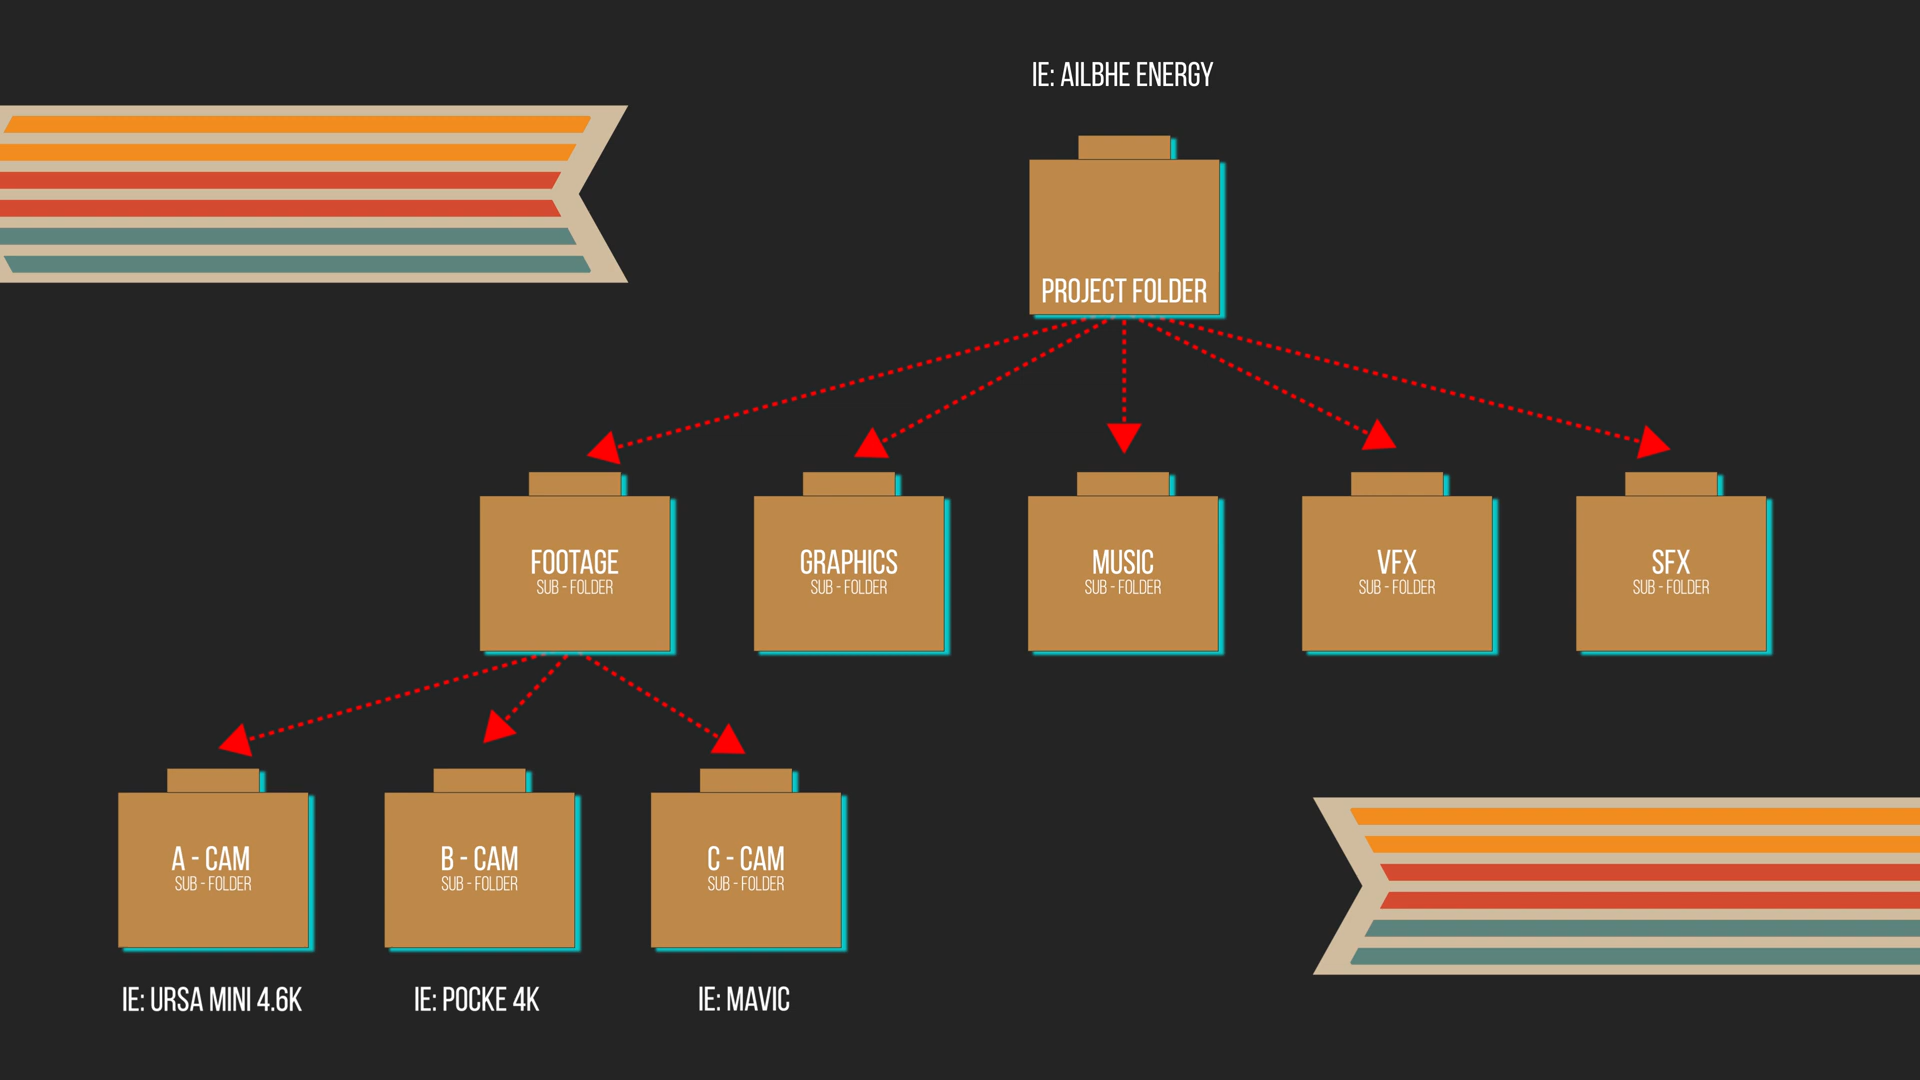 IE: AILBHE ENERGY
PROJECT FOLDER
FOOTAGE
SUB - FOLDER
GRAPHICS
SUB - FOLDER
MUSIC
SUB - FOLDER
VFX
SUB - FOLDER
SFX
SUB - FOLDER
A - CAM
SUB - FOLDER
B - CAM
SUB - FOLDER
C - CAM
SUB - FOLDER
IE: URSA MINI 4.6K
IE: POCKE 4K
IE: MAVIC